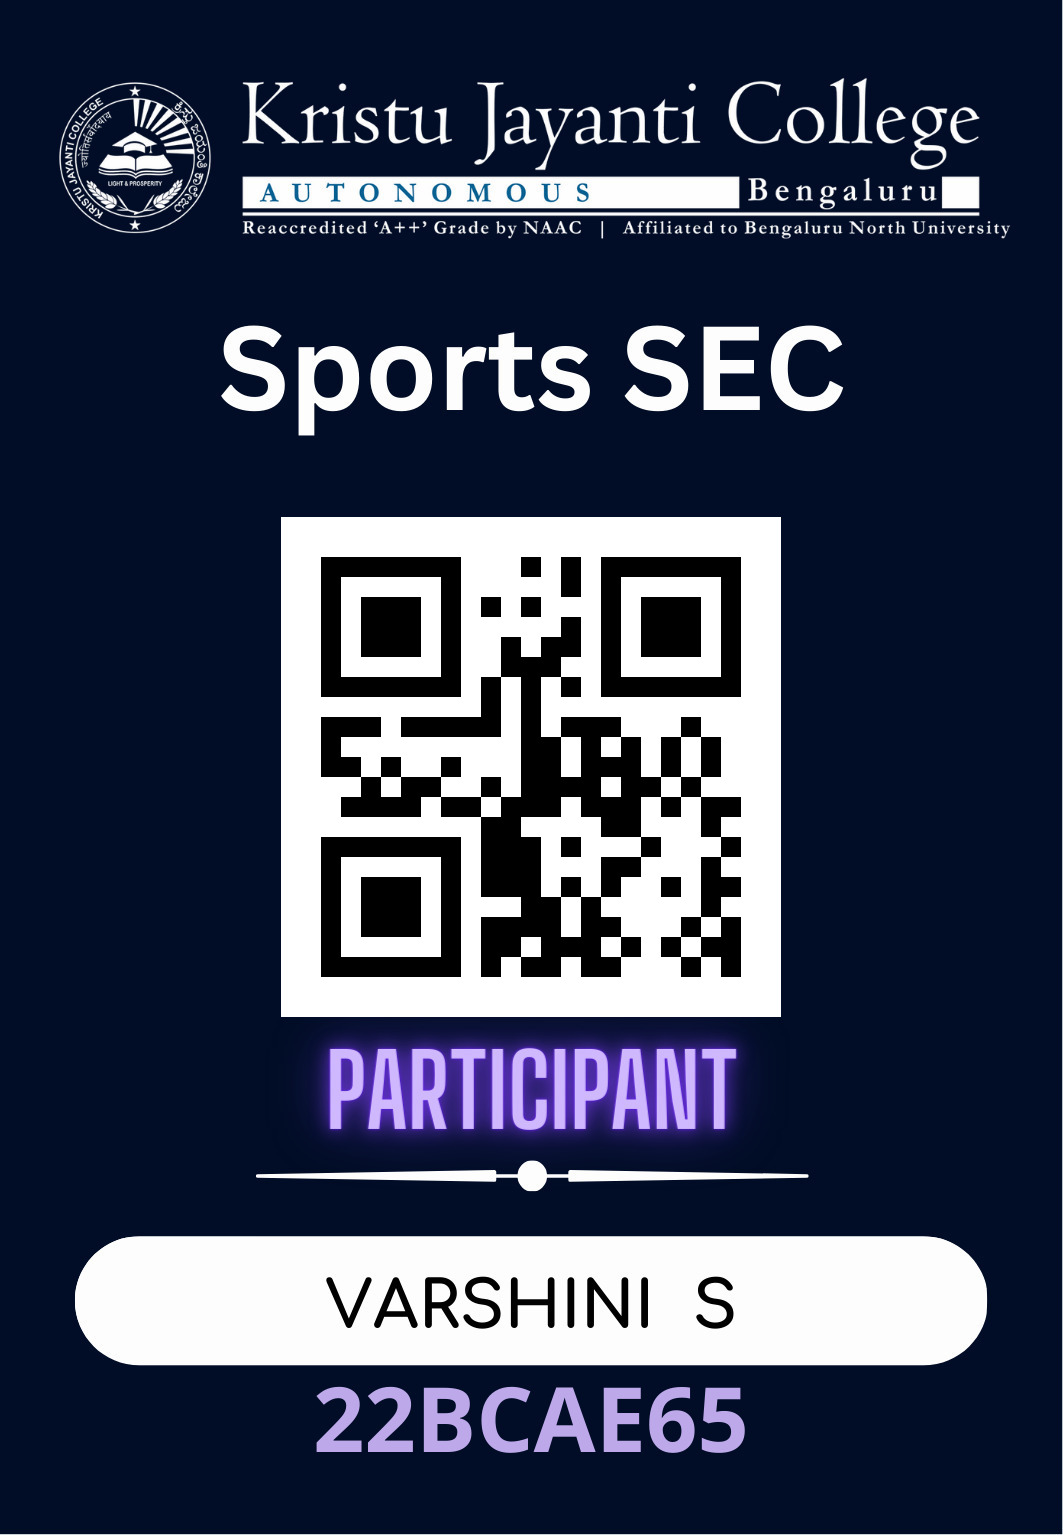 Kristu Jayanti College
AUTONOMOUS Bengaluru
Reaccredited ‘A++’ Grade by NAAC | Affiliated to Bengaluru North University
KRISTU JAYANTI COLLEGE
LIGHT & PROSPERITY
Sports SEC
PARTICIPANT
VARSHINI S
22BCAE65